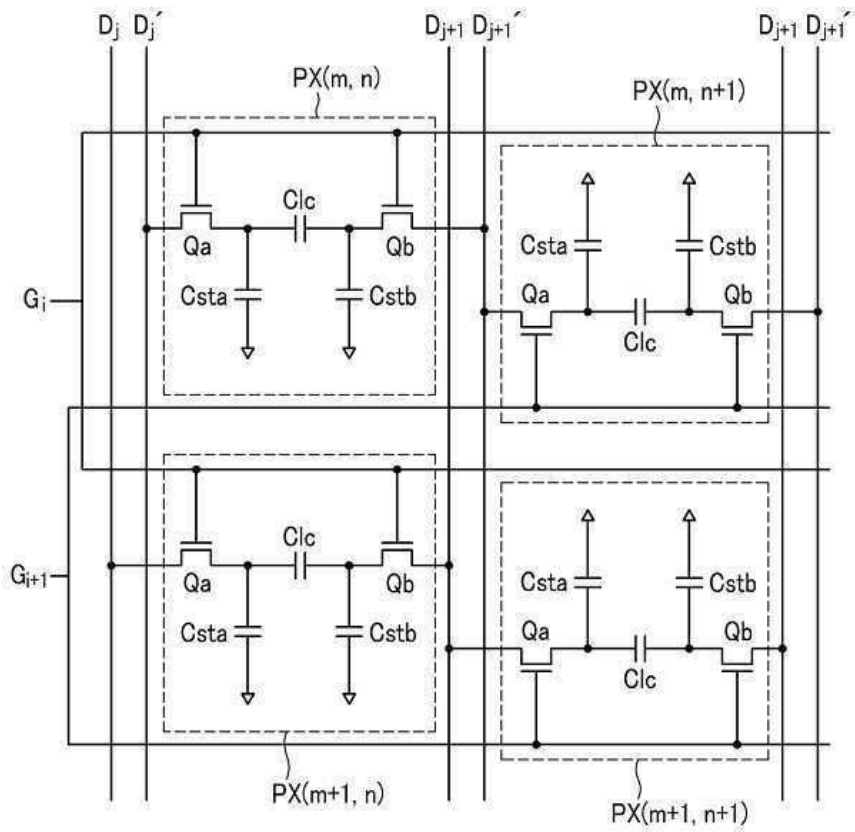 Dj Dj´ Dj+1 Dj+1´ Dj+1 Dj+1´
PX(m, n)
PX(m, n+1)
Clc
Qa
Qb
Csta
Cstb
Csta
Cstb
Gi
Qa
Qb
Clc
Clc
Qa
Qb
Csta
Cstb
Gi+1
Csta
Cstb
Qa
Qb
Clc
PX(m+1, n)
PX(m+1, n+1)